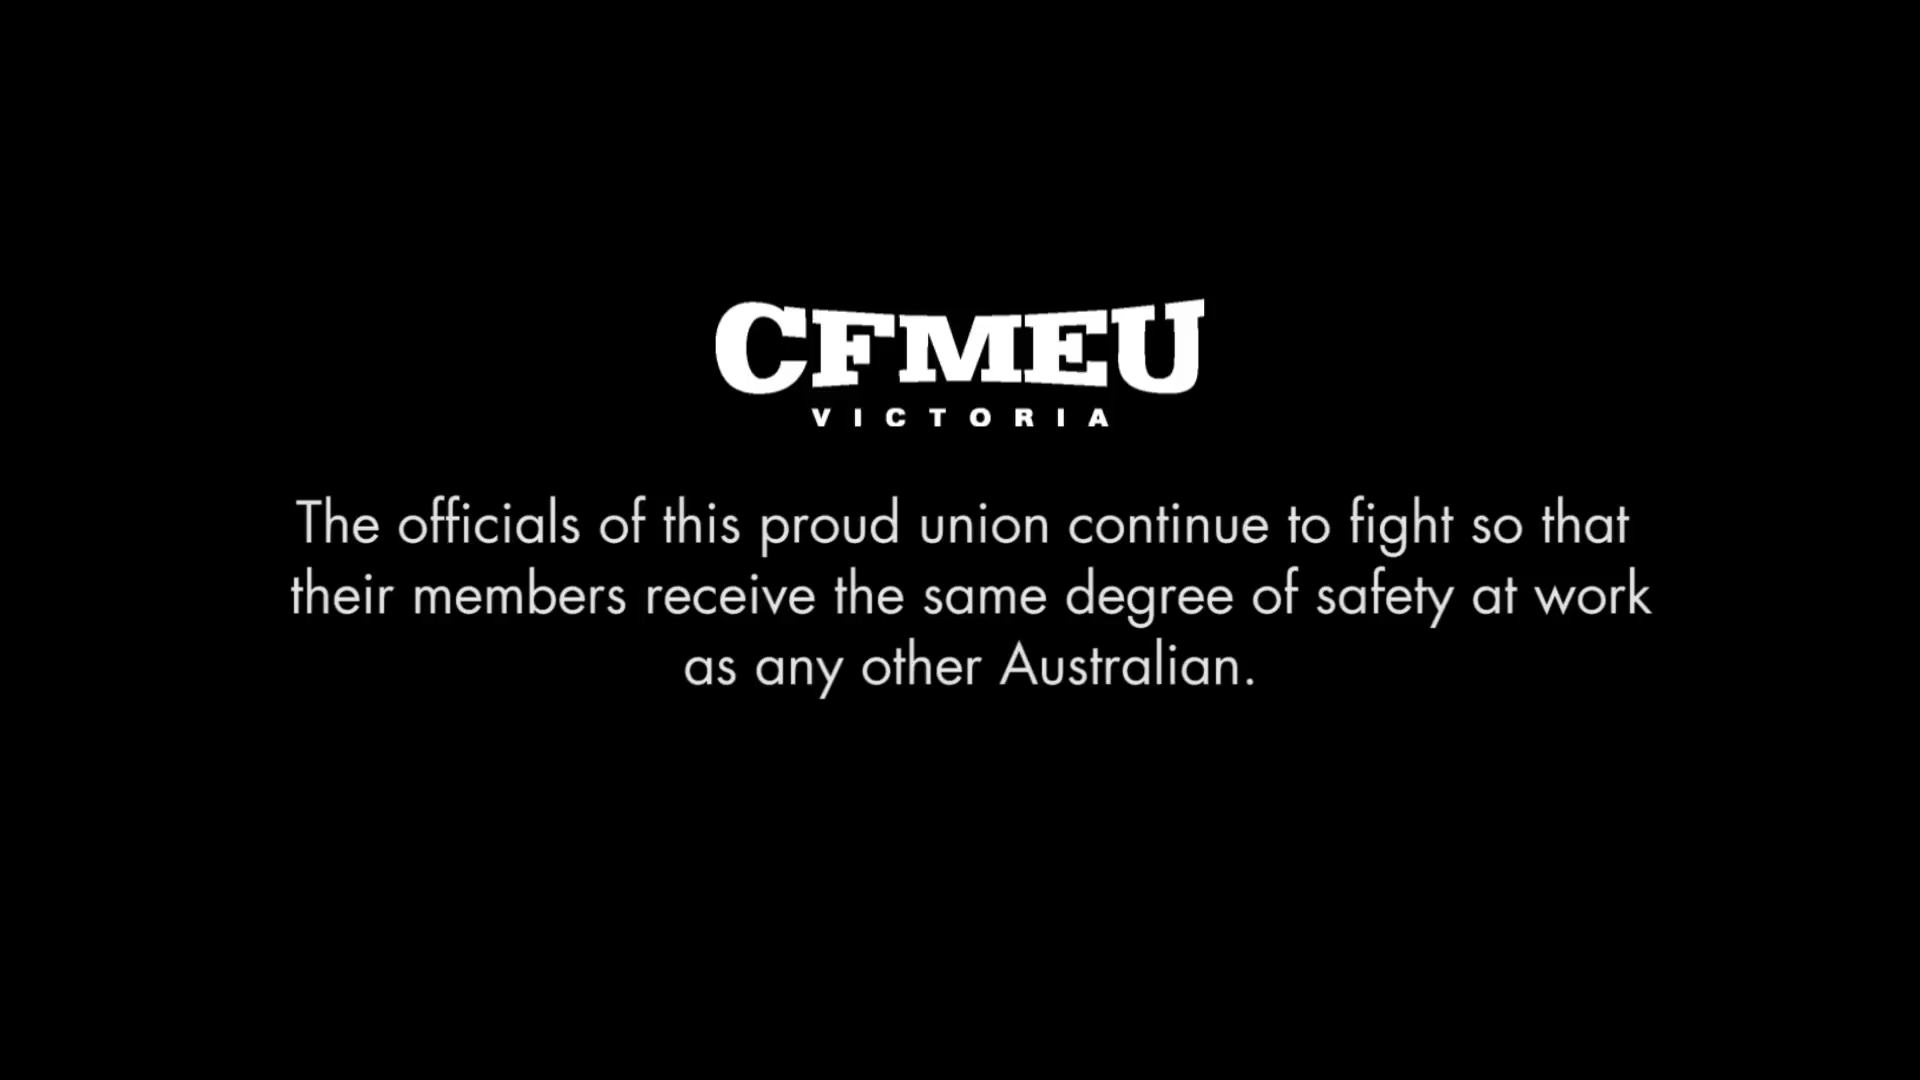 CFMEU
VICTORIA
The officials of this proud union continue to fight so that
their members receive the same degree of safety at work
as any other Australian.